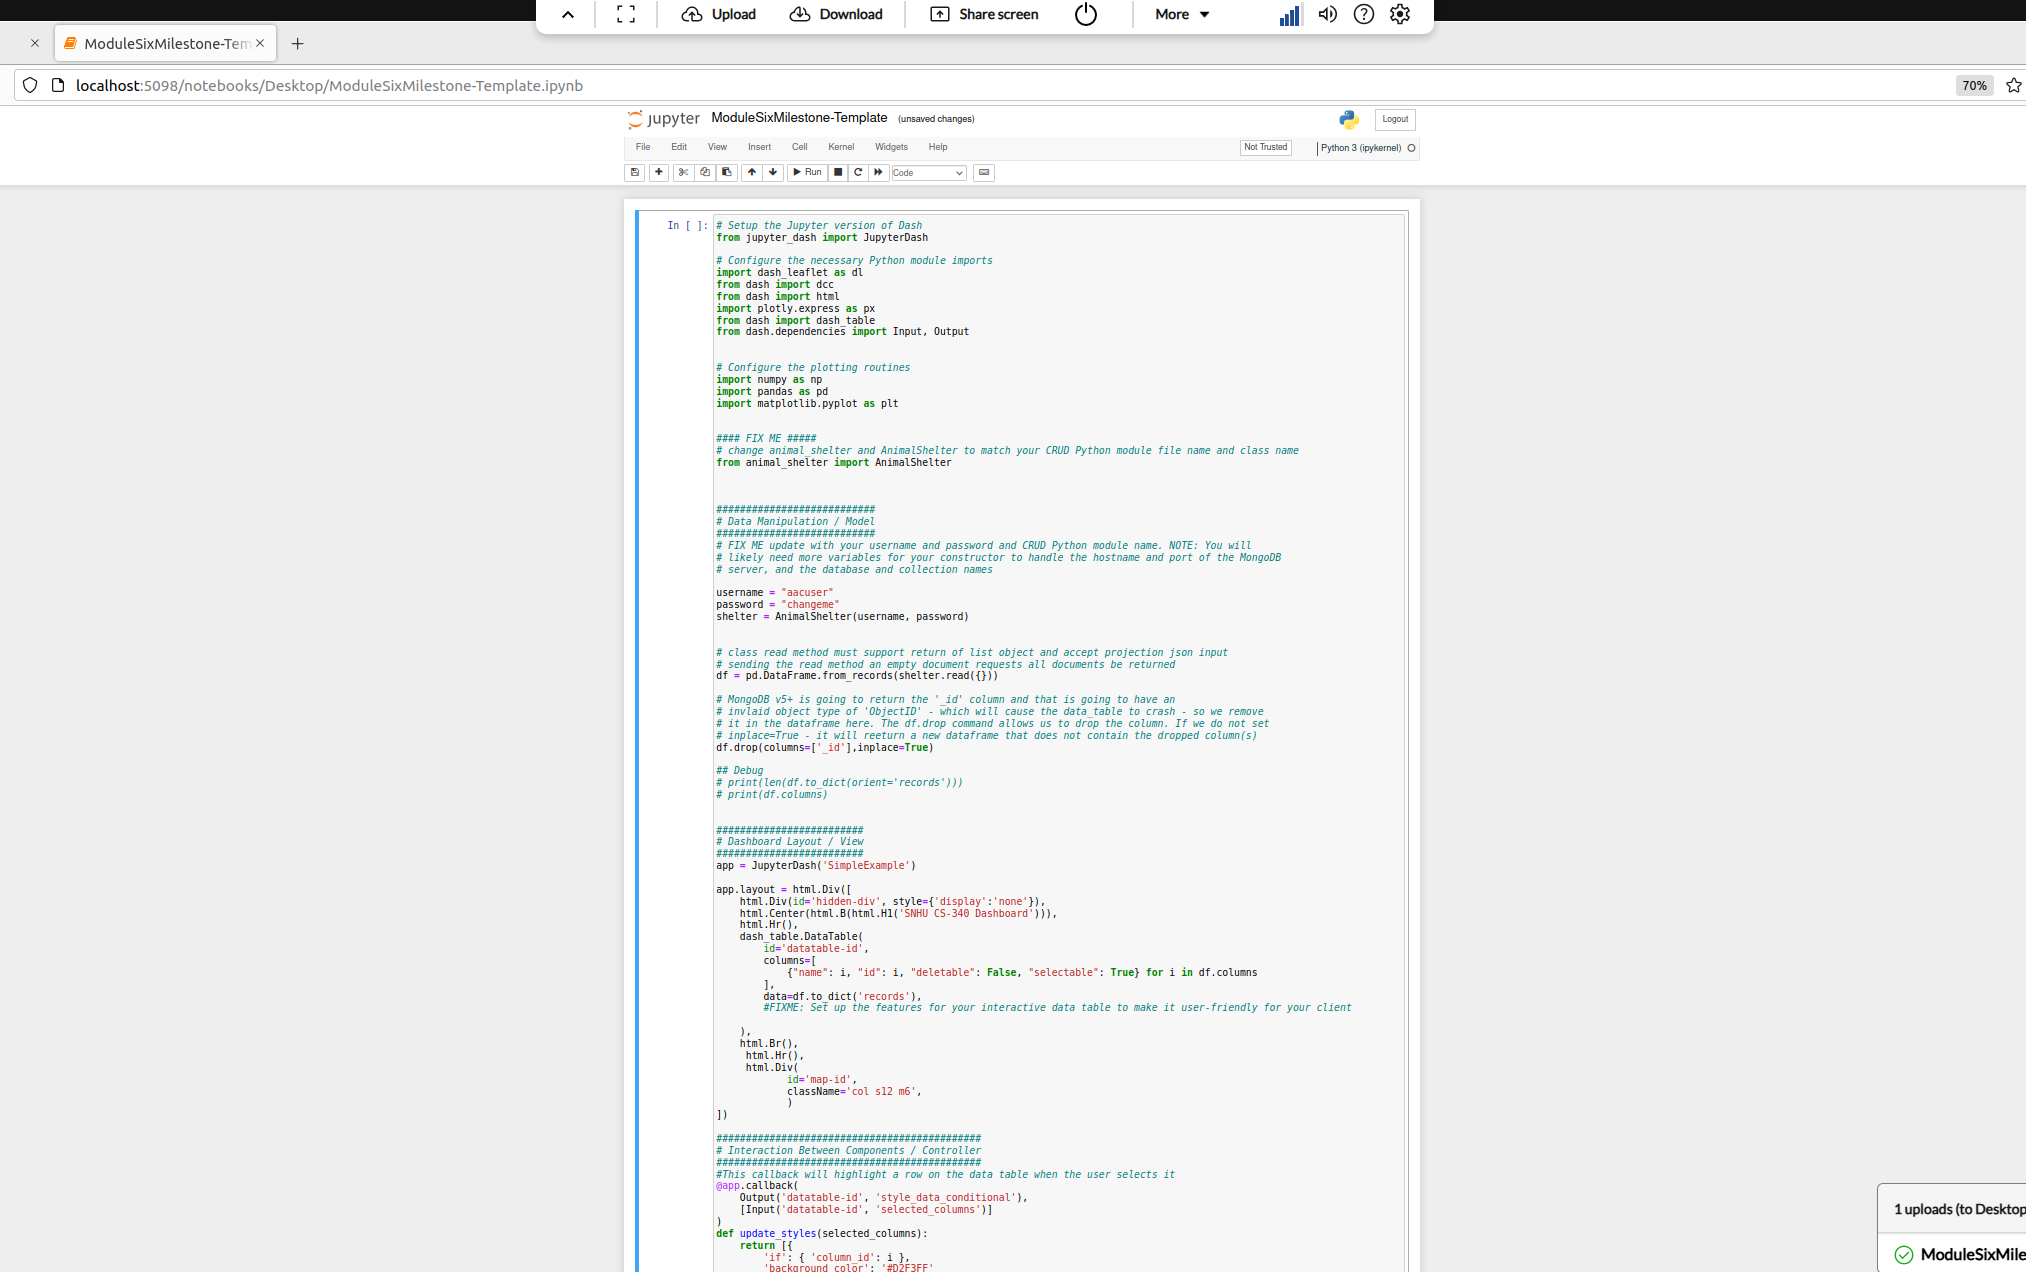 Upload
Download
Share screen
More
ModuleSixMilestone-Tem
localhost:5098/notebooks/Desktop/ModuleSixMilestone-Template.ipynb
70%
jupyter ModuleSixMilestone-Template (unsaved changes)
Logout
File Edit View Insert Cell Kernel Widgets Help
Not Trusted
Python 3 (ipykernel)
Run
Code
In [ ]:
# Setup the Jupyter version of Dash
from jupyter_dash import JupyterDash
# Configure the necessary Python module imports
import dash_leaflet as dl
from dash import dcc
from dash import html
import plotly.express as px
from dash import dash_table
from dash.dependencies import Input, Output
# Configure the plotting routines
import numpy as np
import pandas as pd
import matplotlib.pyplot as plt
#### FIX ME #####
# change animal_shelter and AnimalShelter to match your CRUD Python module file name and class name
from animal_shelter import AnimalShelter
###########################
# Data Manipulation / Model
###########################
# FIX ME update with your username and password and CRUD Python module name. NOTE: You will
# likely need more variables for your constructor to handle the hostname and port of the MongoDB
# server, and the database and collection names
username = "aacuser"
password = "changeme"
shelter = AnimalShelter(username, password)
# class read method must support return of list object and accept projection json input
# sending the read method an empty document requests all documents be returned
df = pd.DataFrame.from_records(shelter.read({}))
# MongoDB v5+ is going to return the '_id' column and that is going to have an
# invlaid object type of 'ObjectID' - which will cause the data_table to crash - so we remove
# it in the dataframe here. The df.drop command allows us to drop the column. If we do not set
# inplace=True - it will reeturn a new dataframe that does not contain the dropped column(s)
df.drop(columns=['_id'],inplace=True)
## Debug
# print(len(df.to_dict(orient='records')))
# print(df.columns)
#########################
# Dashboard Layout / View
#########################
app = JupyterDash('SimpleExample')
app.layout = html.Div([
    html.Div(id='hidden-div', style={'display':'none'}),
    html.Center(html.B(html.H1('SNHU CS-340 Dashboard'))),
    html.Hr(),
    dash_table.DataTable(
        id='datatable-id',
        columns=[
            {"name": i, "id": i, "deletable": False, "selectable": True} for i in df.columns
        ],
        data=df.to_dict('records'),
        #FIXME: Set up the features for your interactive data table to make it user-friendly for your client
    ),
    html.Br(),
     html.Hr(),
     html.Div(
            id='map-id',
            className='col s12 m6',
            )
])
#############################################
# Interaction Between Components / Controller
#############################################
#This callback will highlight a row on the data table when the user selects it
@app.callback(
    Output('datatable-id', 'style_data_conditional'),
    [Input('datatable-id', 'selected_columns')]
)
def update_styles(selected_columns):
    return [{
        'if': { 'column_id': i },
        'background_color': '#D2F3FF'
1 uploads (to Desktop
ModuleSixMile